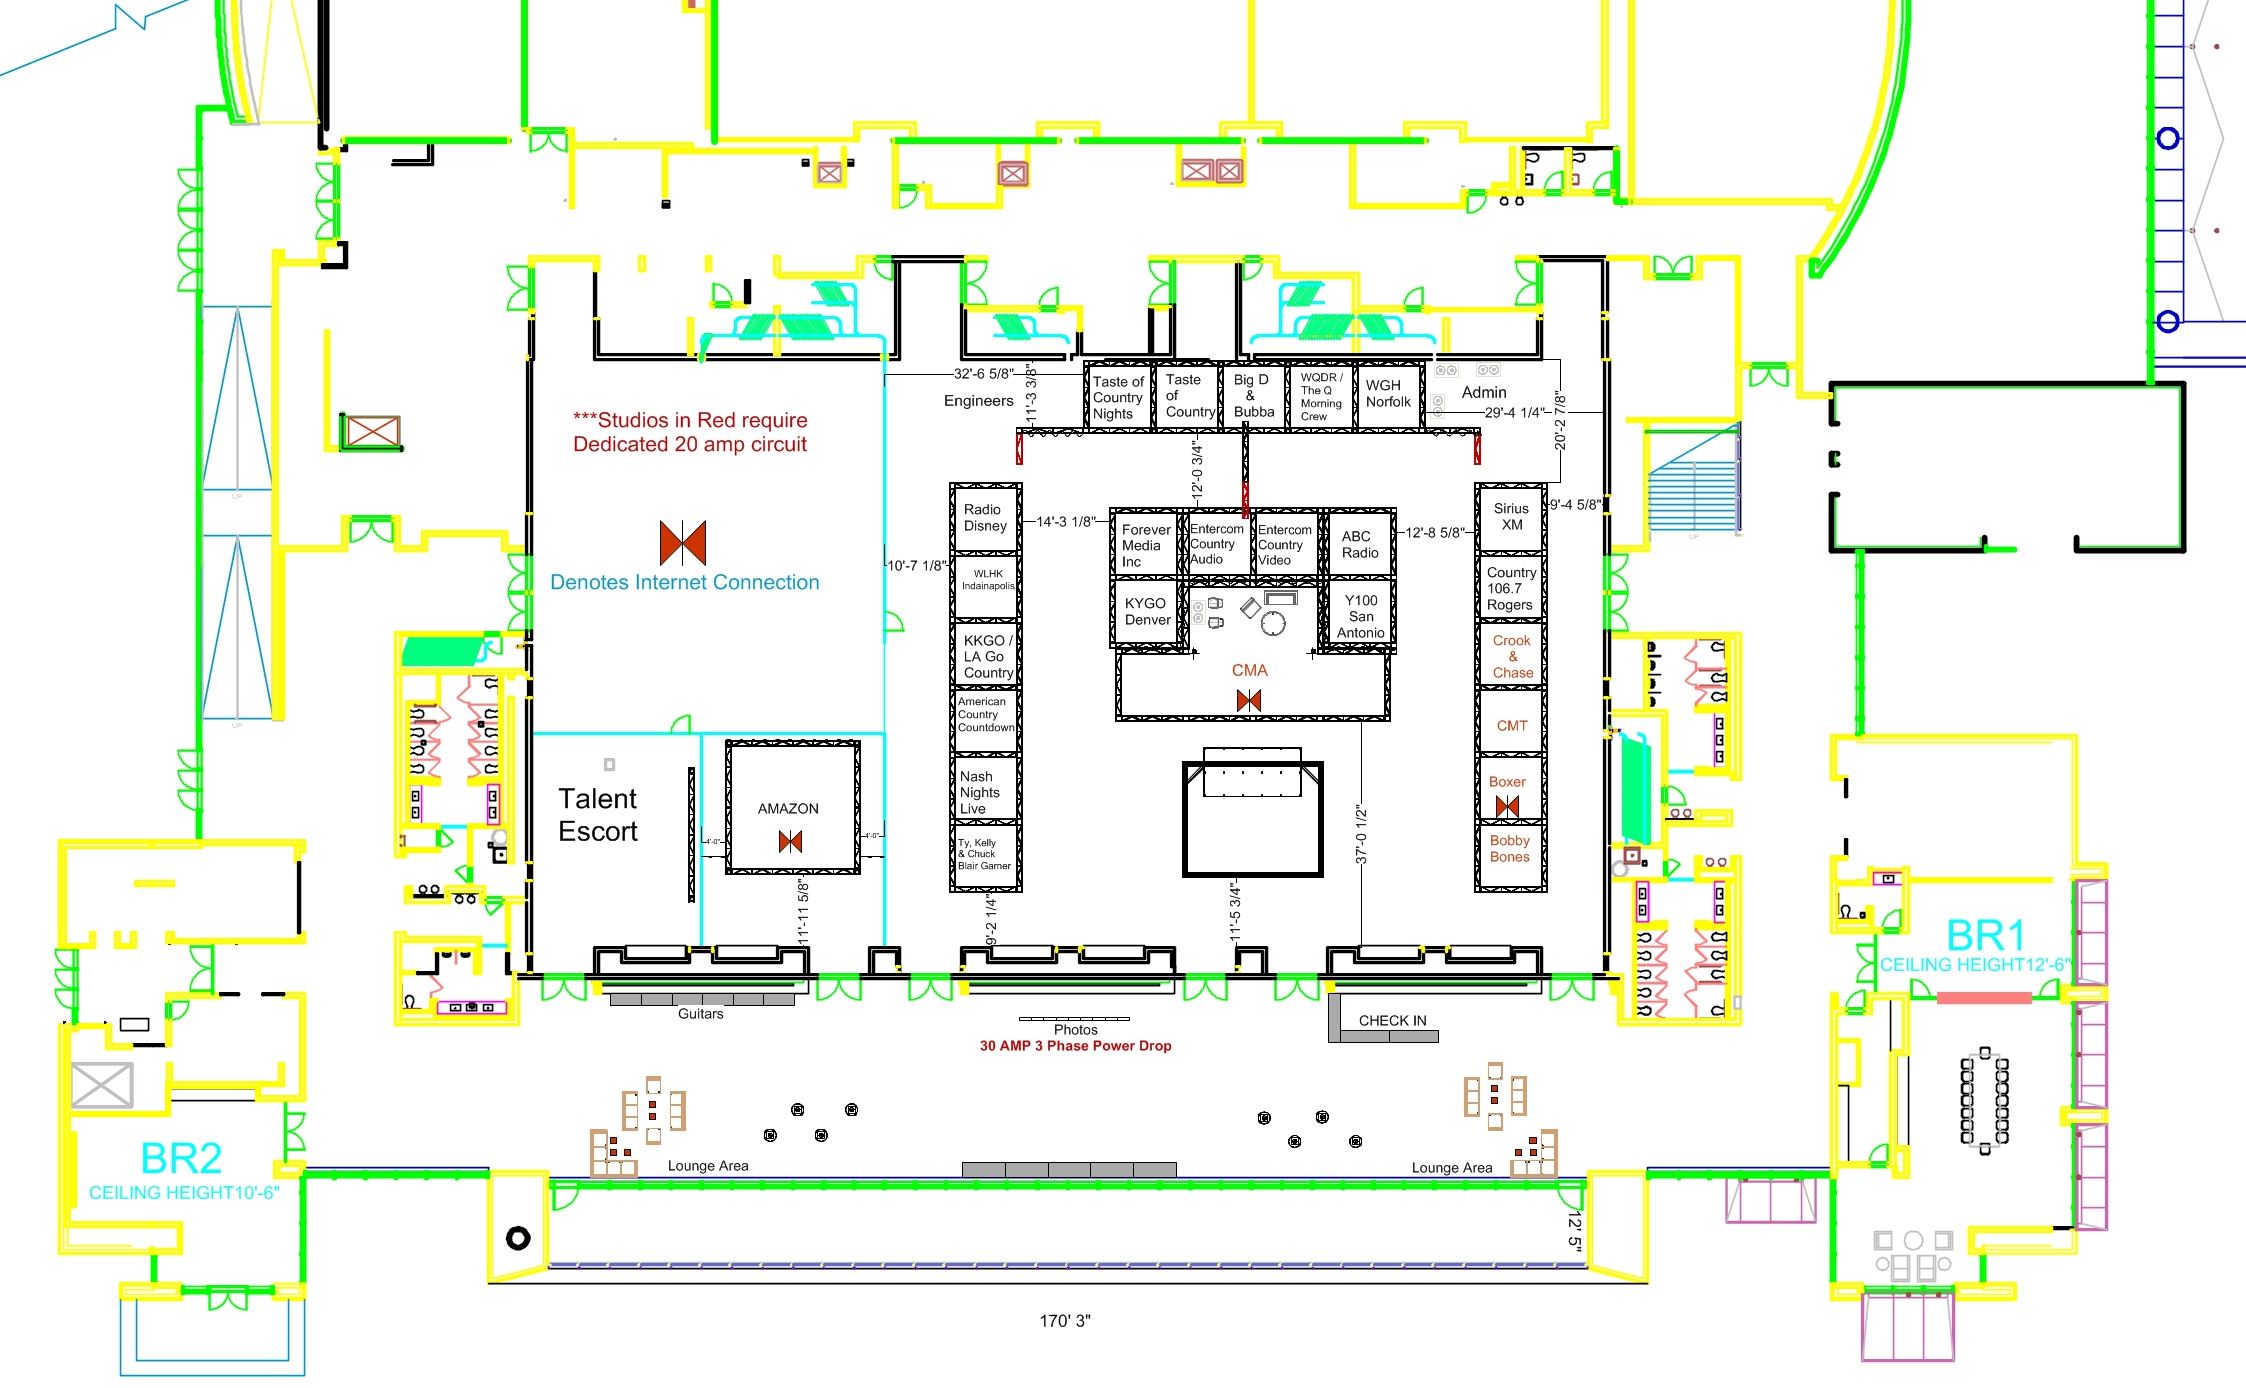 32'-6 5/8"
Engineers
11'-3 3/8"
Taste of
Country
Nights
Taste
of
Country
Big D
&
Bubba
WQDR /
The Q
Morning
Crew
WGH
Norfolk
Admin
29'-4 1/4"
20'-2 7/8"
***Studios in Red require
Dedicated 20 amp circuit
Denotes Internet Connection
12'-0 3/4"
10'-7 1/8"
14'-3 1/8"
12'-8 5/8"
9'-4 5/8"
Radio
Disney
WLHK
Indainapolis
KKGO /
LA Go
Country
American
Country
Countdown
Nash
Nights
Live
Ty, Kelly
& Chuck
Blair Garner
Forever
Media
Inc
Entercom
Country
Audio
Entercom
Country
Video
ABC
Radio
KYGO
Denver
Y100
San
Antonio
CMA
Sirius
XM
Country
106.7
Rogers
Crook
&
Chase
CMT
Boxer
Bobby
Bones
UP
UP
UP
Talent
Escort
AMAZON
4'-0"
4'-0"
11'-11 5/8"
9'-2 1/4"
11'-5 3/4"
37'-0 1/2"
BR1
CEILING HEIGHT12'-6"
Guitars
Photos
30 AMP 3 Phase Power Drop
CHECK IN
Lounge Area
Lounge Area
BR2
CEILING HEIGHT10'-6"
12' 5"
170' 3"